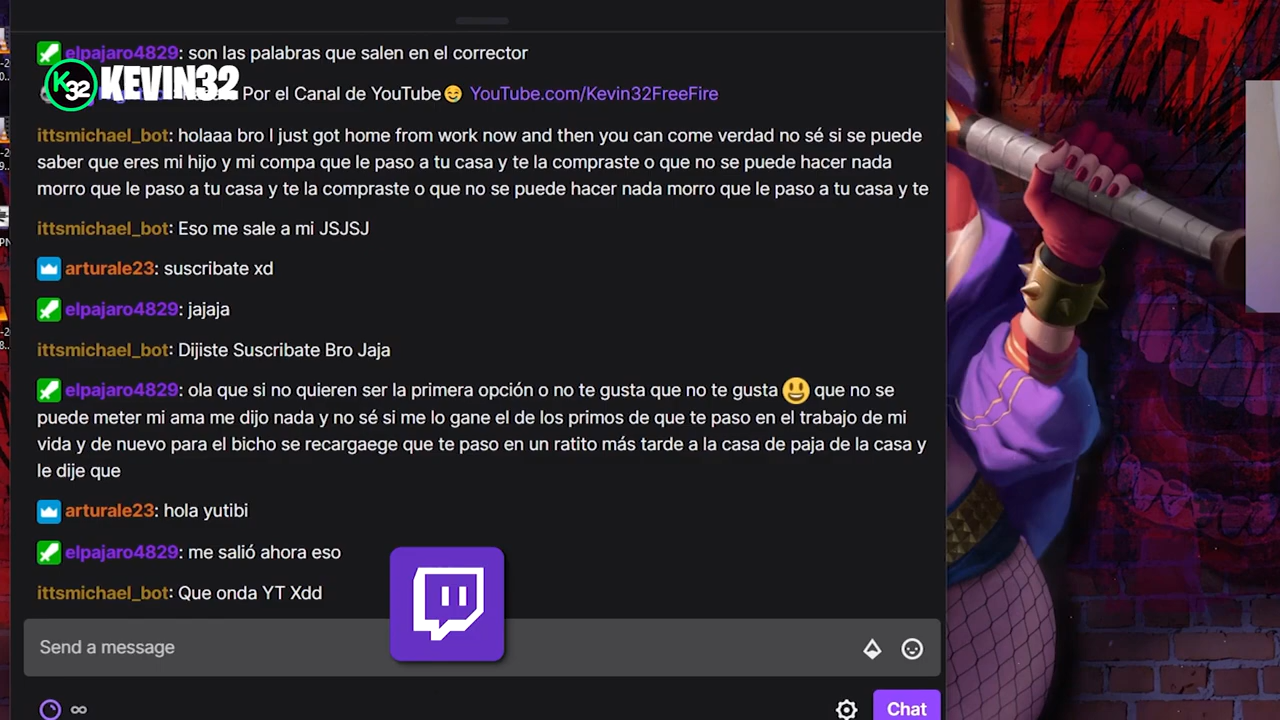 elpajaro4829: son las palabras que salen en el corrector
KEVIN32
K32
Por el Canal de YouTube😊 YouTube.com/Kevin32FreeFire
ittsmichael_bot: holaaa bro I just got home from work now and then you can come verdad no sé si se puede
saber que eres mi hijo y mi compa que le paso a tu casa y te la compraste o que no se puede hacer nada
morro que le paso a tu casa y te la compraste o que no se puede hacer nada morro que le paso a tu casa y te
ittsmichael_bot: Eso me sale a mi JSJSJ
arturale23: suscribate xd
elpajaro4829: jajaja
ittsmichael_bot: Dijiste Suscribate Bro Jaja
elpajaro4829: ola que si no quieren ser la primera opción o no te gusta que no te gusta 😃 que no se
puede meter mi ama me dijo nada y no sé si me lo gane el de los primos de que te paso en el trabajo de mi
vida y de nuevo para el bicho se recargaege que te paso en un ratito más tarde a la casa de paja de la casa y
le dije que
arturale23: hola yutibi
elpajaro4829: me salió ahora eso
ittsmichael_bot: Que onda YT Xdd
Send a message
∞
Chat